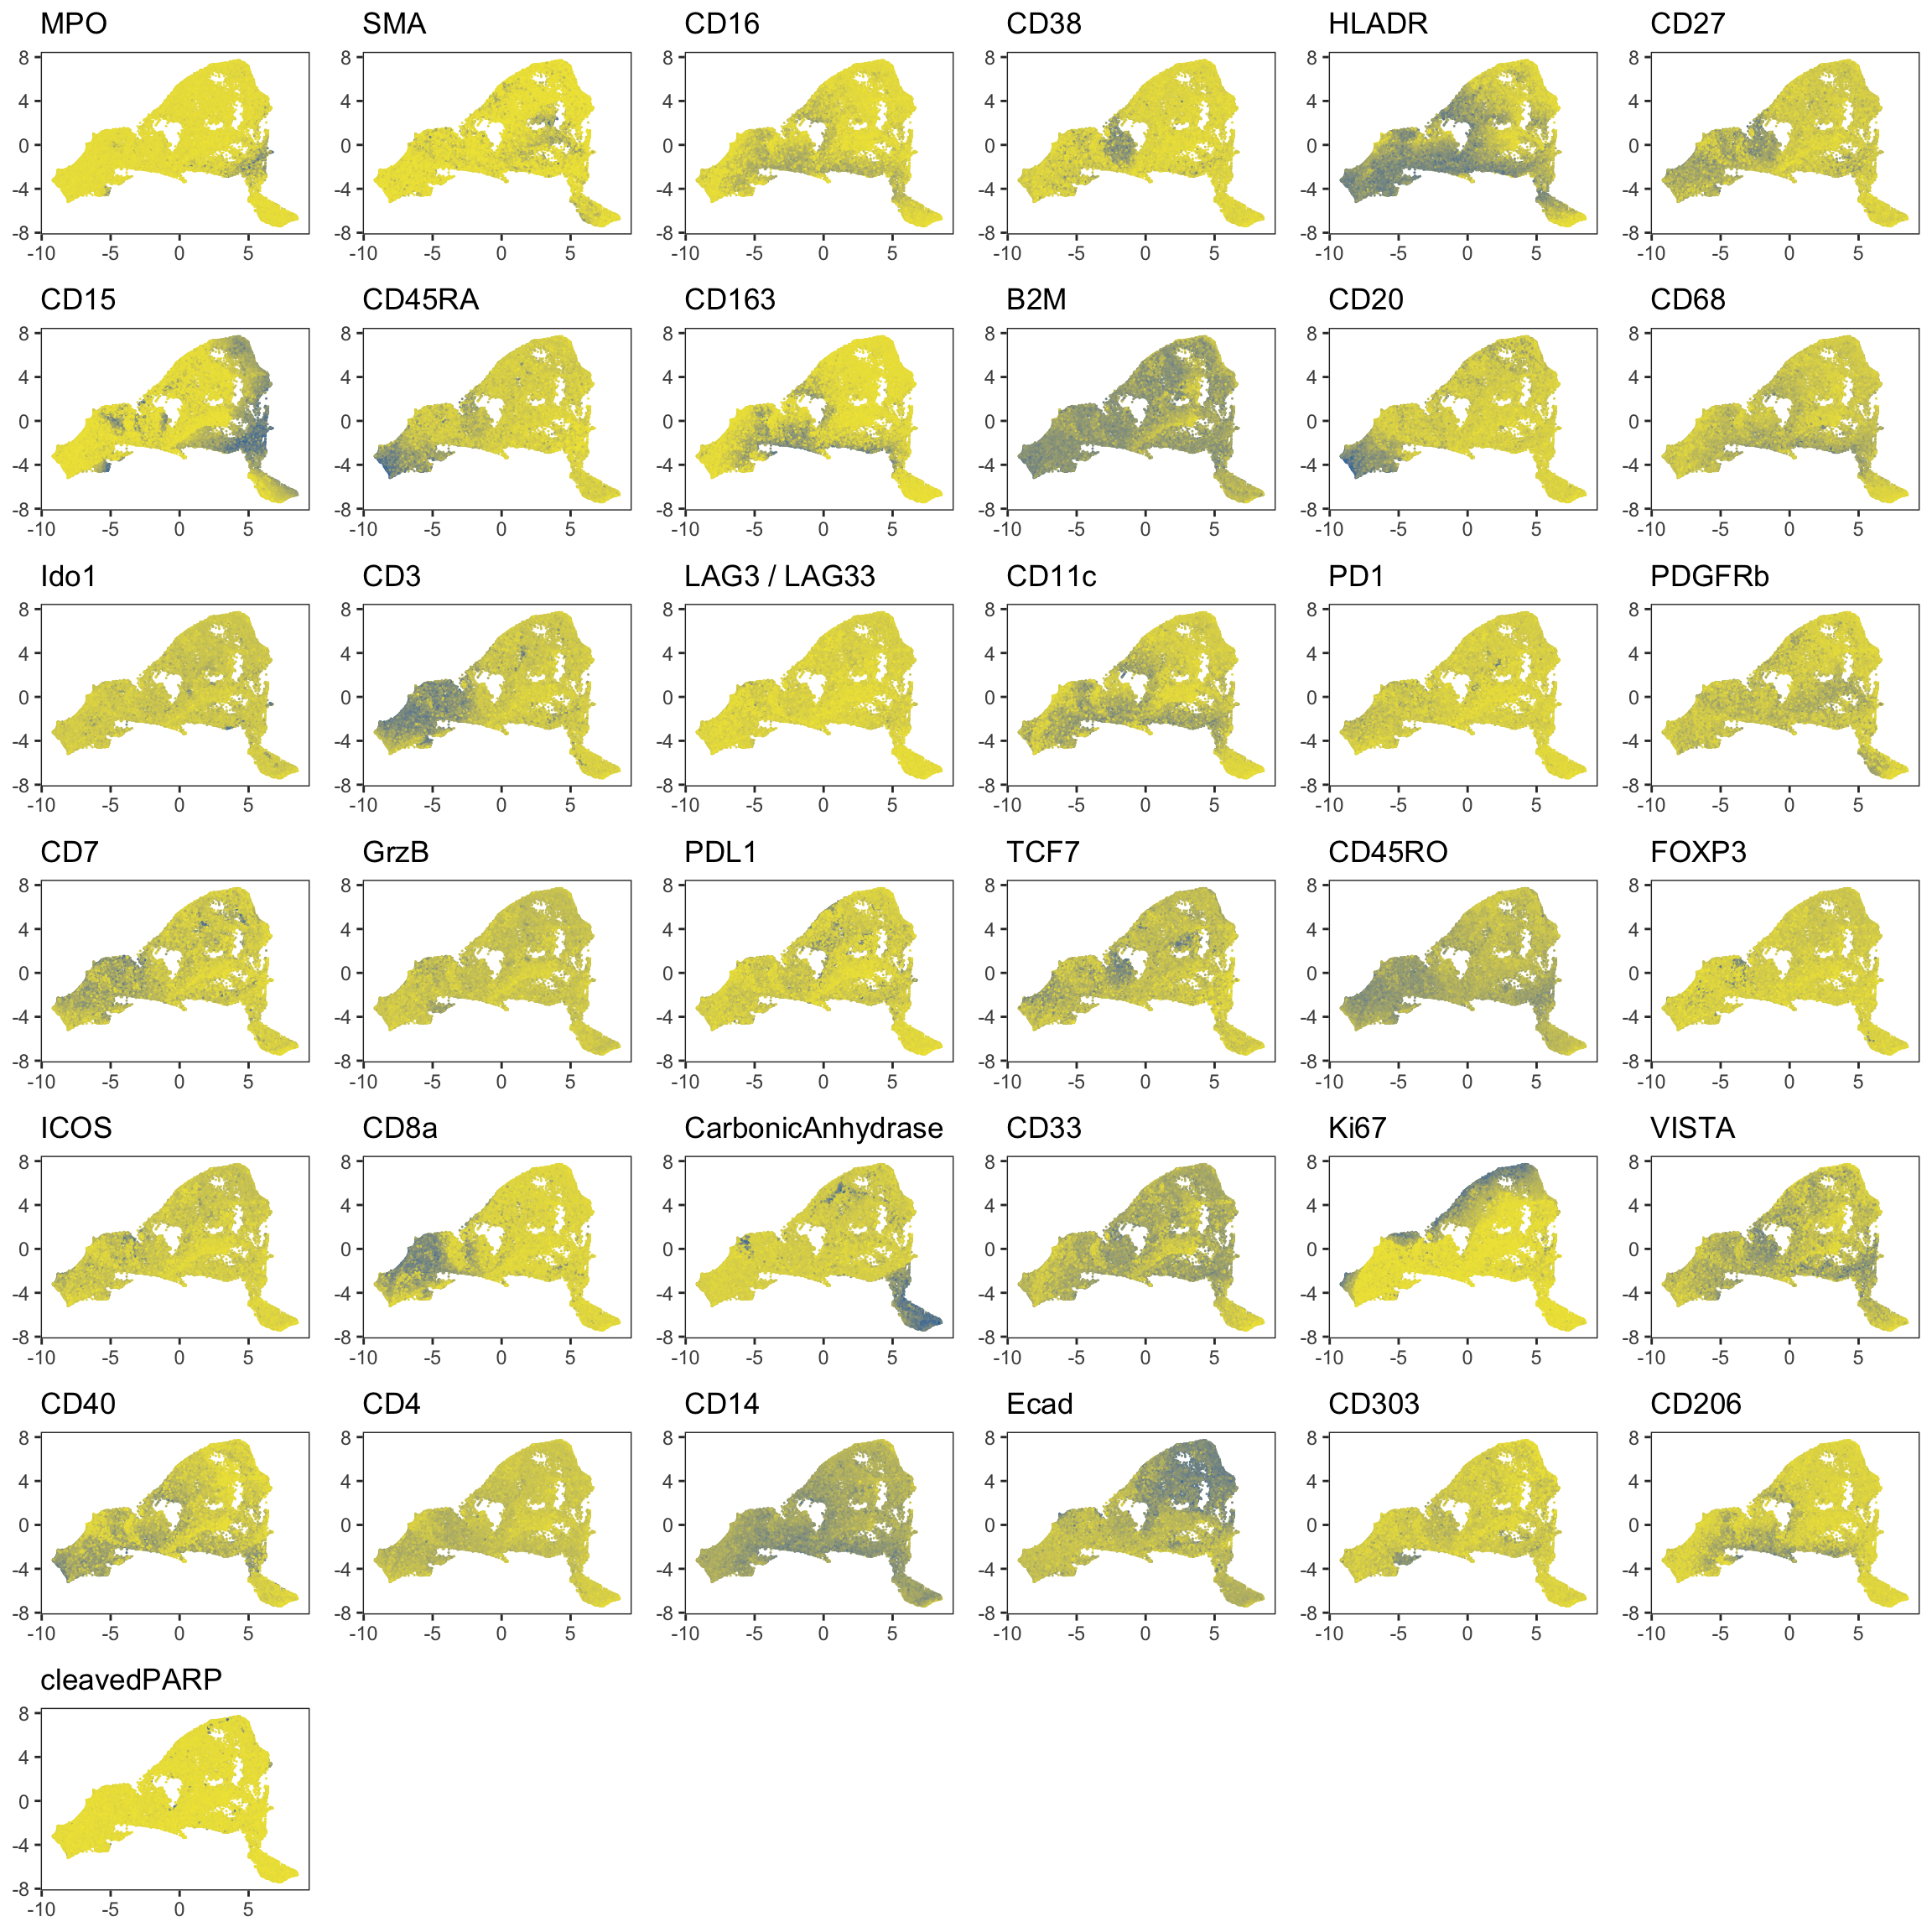 MPO SMA CD16 CD38 HLADR CD27
8 8 8 8 8 8
4 4 4 4 4 4
0 0 0 0 0 0
-4 -4 -4 -4 -4 -4
-8 -8 -8 -8 -8 -8
-10 -5 0 5 -10 -5 0 5 -10 -5 0 5 -10 -5 0 5 -10 -5 0 5 -10 -5 0 5
CD15 CD45RA CD163 B2M CD20 CD68
8 8 8 8 8 8
4 4 4 4 4 4
0 0 0 0 0 0
-4 -4 -4 -4 -4 -4
-8 -8 -8 -8 -8 -8
-10 -5 0 5 -10 -5 0 5 -10 -5 0 5 -10 -5 0 5 -10 -5 0 5 -10 -5 0 5
Ido1 CD3 LAG3 / LAG33 CD11c PD1 PDGFRb
8 8 8 8 8 8
4 4 4 4 4 4
0 0 0 0 0 0
-4 -4 -4 -4 -4 -4
-8 -8 -8 -8 -8 -8
-10 -5 0 5 -10 -5 0 5 -10 -5 0 5 -10 -5 0 5 -10 -5 0 5 -10 -5 0 5
CD7 GrzB PDL1 TCF7 CD45RO FOXP3
8 8 8 8 8 8
4 4 4 4 4 4
0 0 0 0 0 0
-4 -4 -4 -4 -4 -4
-8 -8 -8 -8 -8 -8
-10 -5 0 5 -10 -5 0 5 -10 -5 0 5 -10 -5 0 5 -10 -5 0 5 -10 -5 0 5
ICOS CD8a CarbonicAnhydrase CD33 Ki67 VISTA
8 8 8 8 8 8
4 4 4 4 4 4
0 0 0 0 0 0
-4 -4 -4 -4 -4 -4
-8 -8 -8 -8 -8 -8
-10 -5 0 5 -10 -5 0 5 -10 -5 0 5 -10 -5 0 5 -10 -5 0 5 -10 -5 0 5
CD40 CD4 CD14 Ecad CD303 CD206
8 8 8 8 8 8
4 4 4 4 4 4
0 0 0 0 0 0
-4 -4 -4 -4 -4 -4
-8 -8 -8 -8 -8 -8
-10 -5 0 5 -10 -5 0 5 -10 -5 0 5 -10 -5 0 5 -10 -5 0 5 -10 -5 0 5
cleavedPARP
8
4
0
-4
-8
-10 -5 0 5